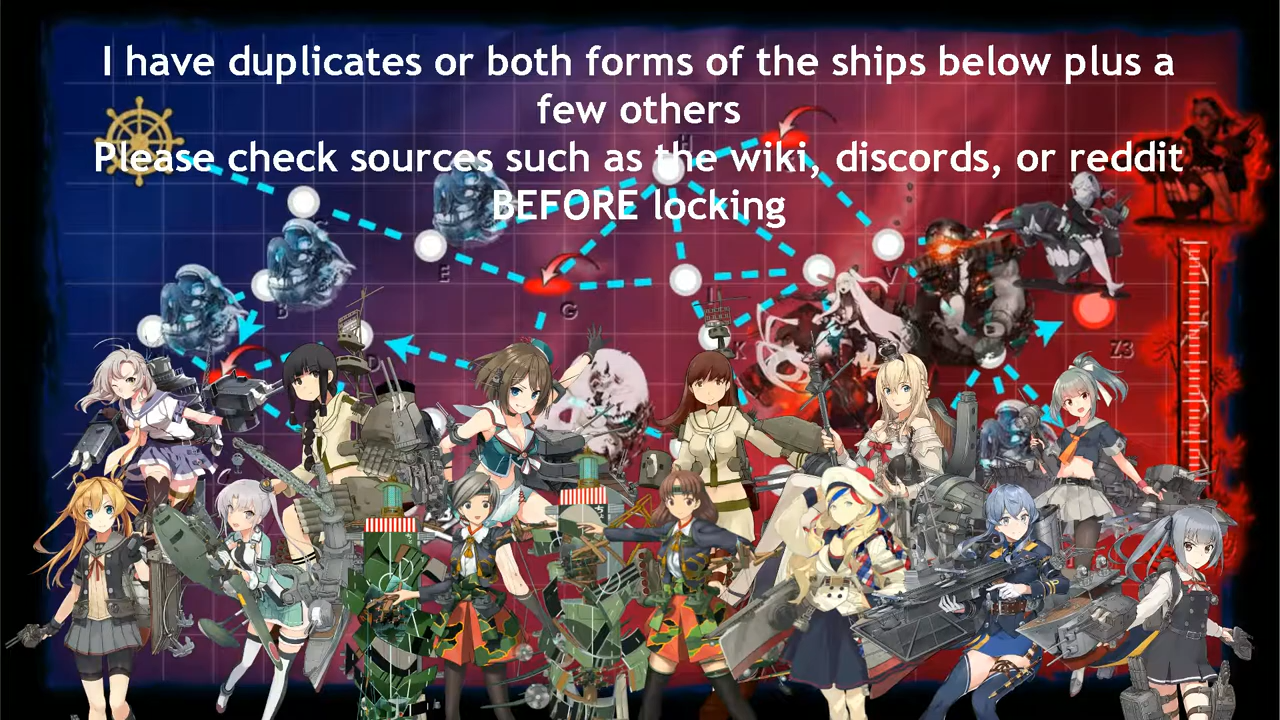 I have duplicates or both forms of the ships below plus a
few others
Please check sources such as the wiki, discords, or reddit
BEFORE locking
H
E
B
G
I
V
D
K
Z3